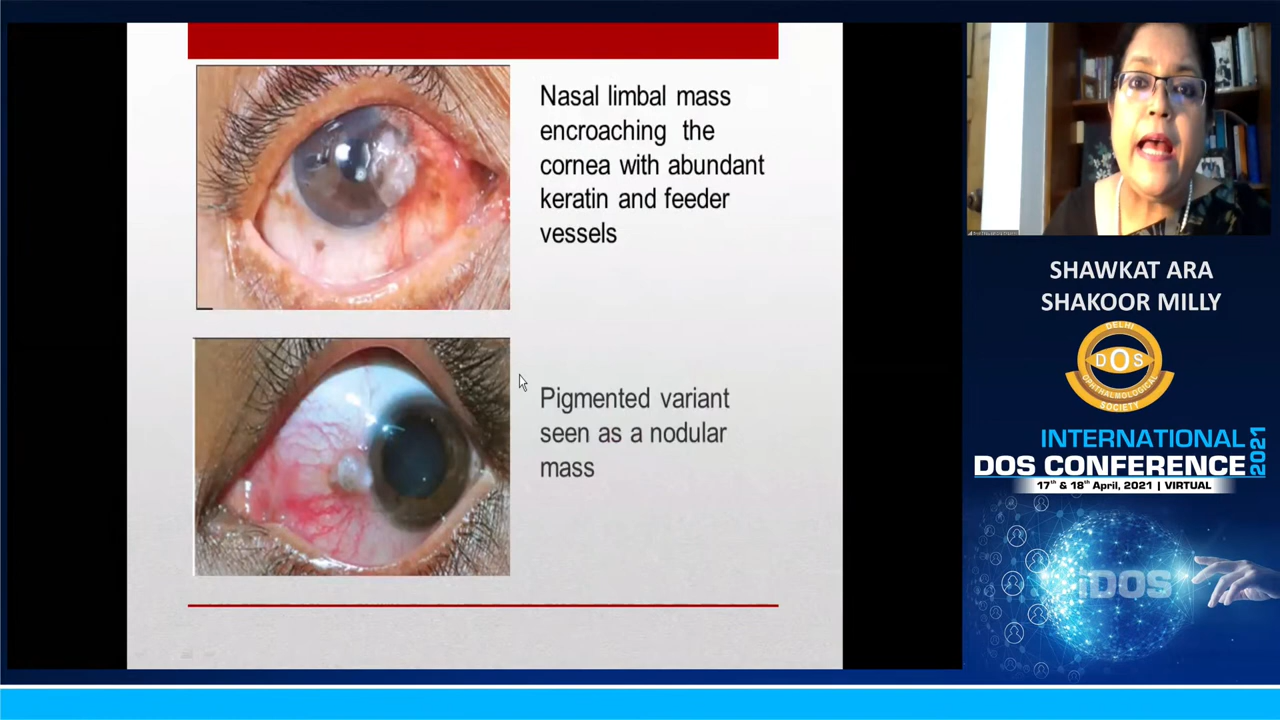 Nasal limbal mass
encroaching the
cornea with abundant
keratin and feeder
vessels
Pigmented variant
seen as a nodular
mass
SHAWKAT ARA
SHAKOOR MILLY
DELHI
DOS
OPHTHALMOLOGICAL
SOCIETY
INTERNATIONAL
DOS CONFERENCE
2021
17th & 18th April, 2021 | VIRTUAL
iDOS